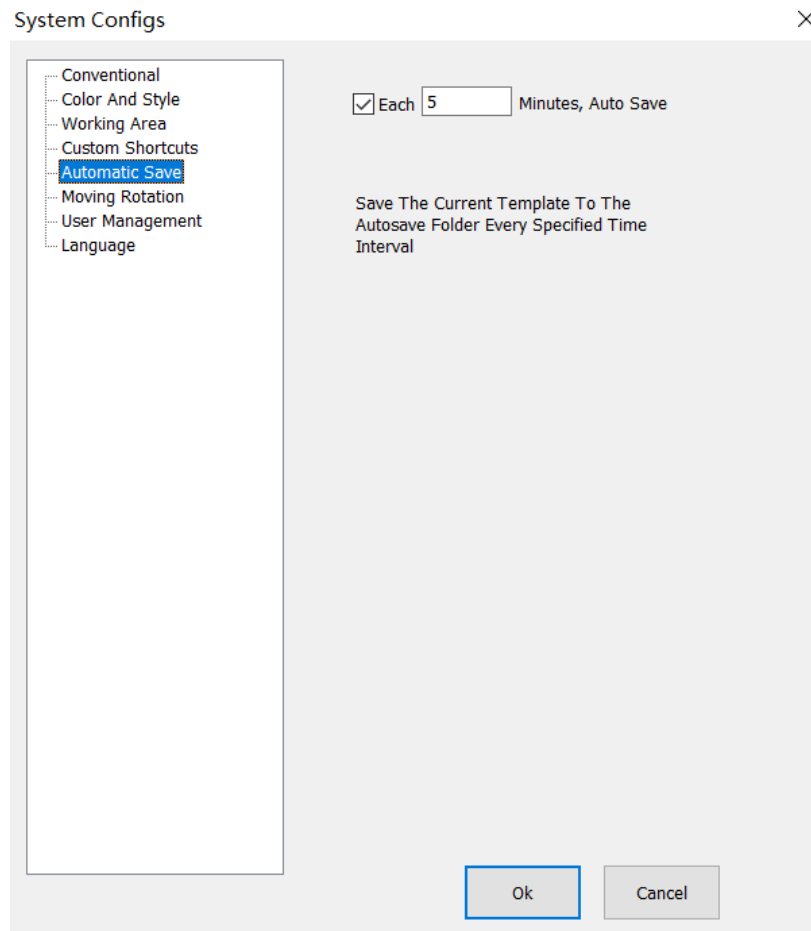 System Configs
Conventional
Color And Style
Working Area
Custom Shortcuts
Automatic Save
Moving Rotation
User Management
Language
Each 5 Minutes, Auto Save
Save The Current Template To The
Autosave Folder Every Specified Time
Interval
Ok Cancel